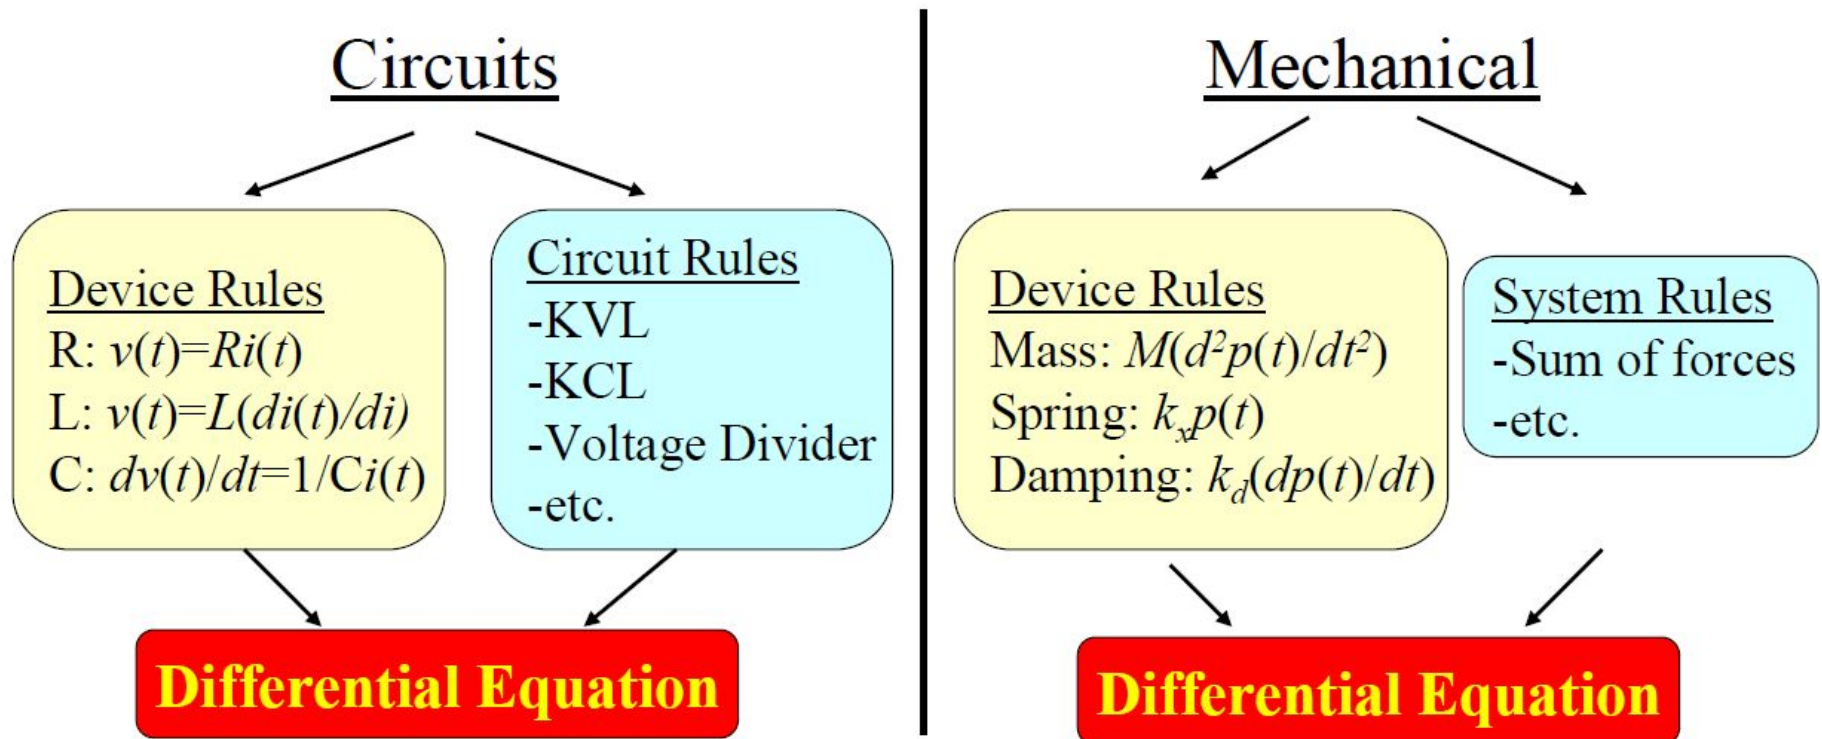 Circuits
Device Rules
R: v(t)=Ri(t)
L: v(t)=L(di(t)/di)
C: dv(t)/dt=1/Ci(t)
Circuit Rules
-KVL
-KCL
-Voltage Divider
-etc.
Differential Equation
Mechanical
Device Rules
Mass: M(d²p(t)/dt²)
Spring: kₓp(t)
Damping: k_d(dp(t)/dt)
System Rules
-Sum of forces
-etc.
Differential Equation